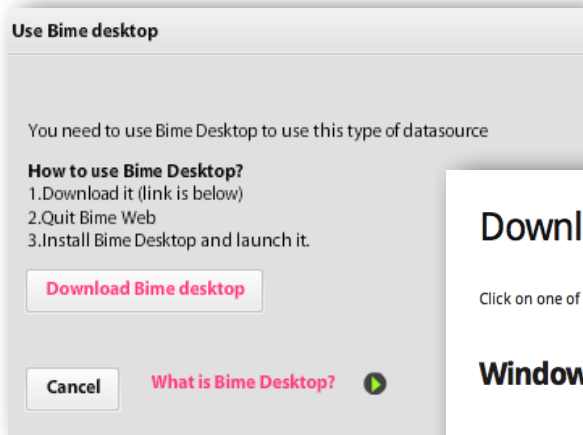 Use Bime desktop
You need to use Bime Desktop to use this type of datasource
How to use Bime Desktop?
1.Download it (link is below)
2.Quit Bime Web
3.Install Bime Desktop and launch it.
Download Bime desktop
Cancel
What is Bime Desktop?
Downl
Click on one of
Window